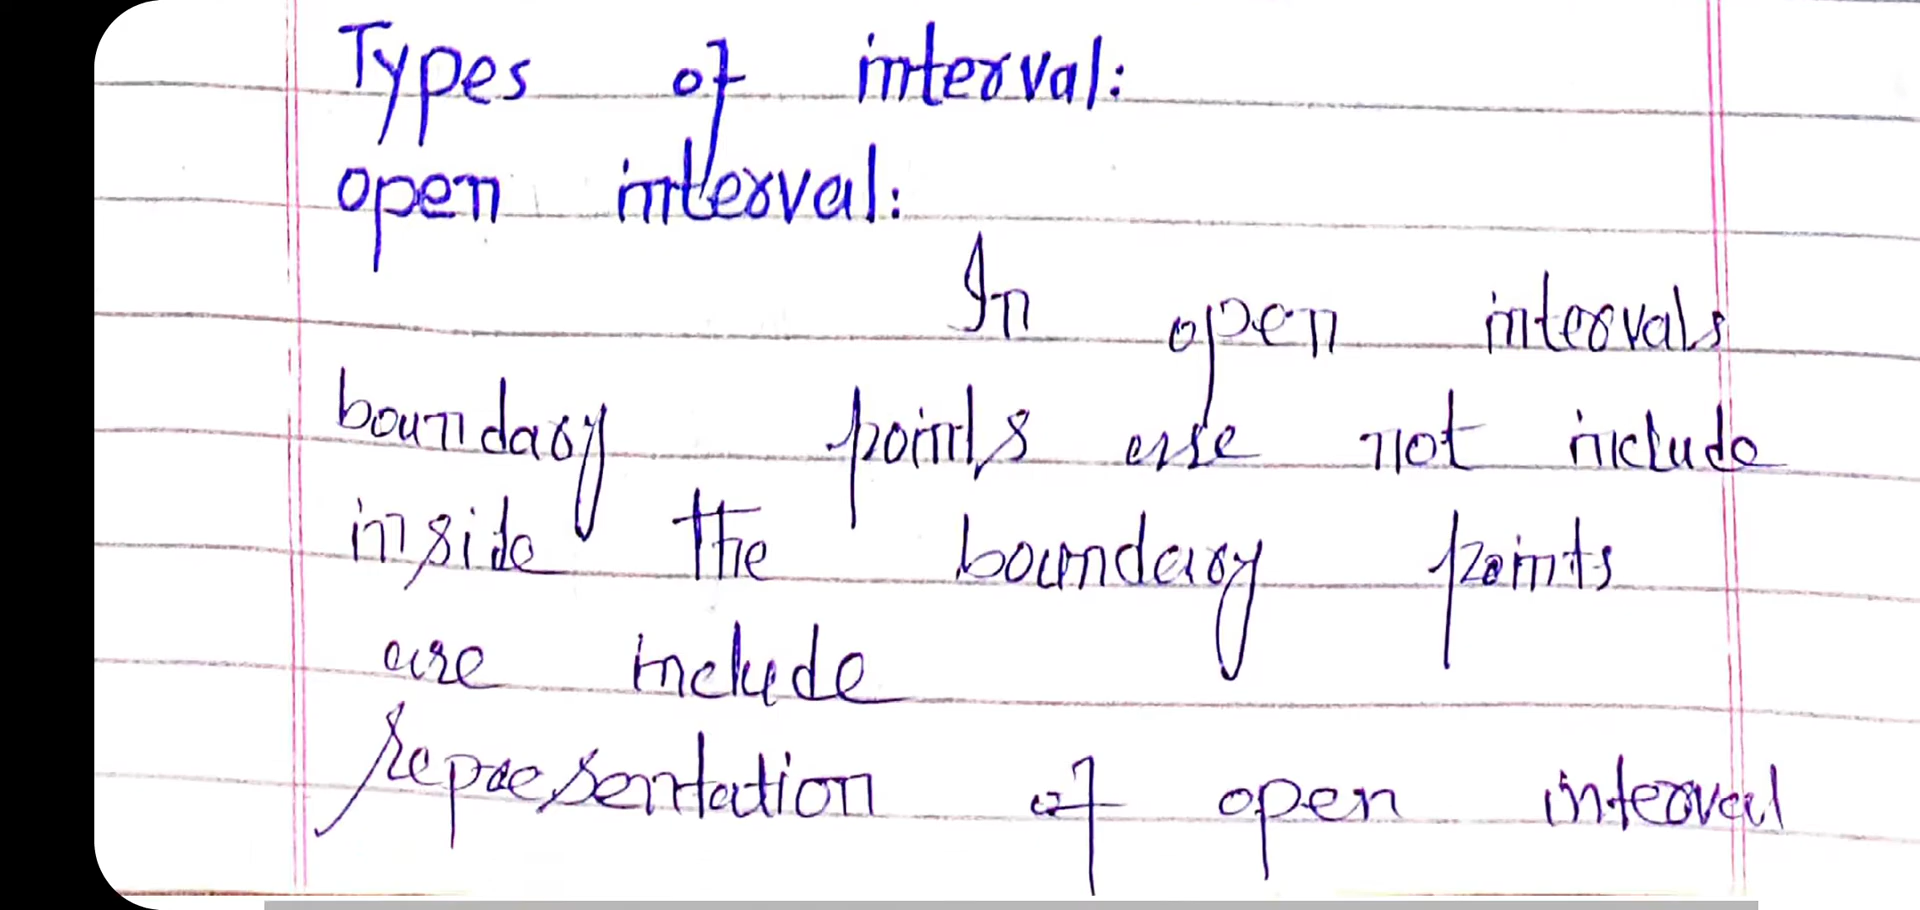 Types of interval:
open interval:
In open intervals
boundary points are not include
inside the boundary points
are include
representation of open interval